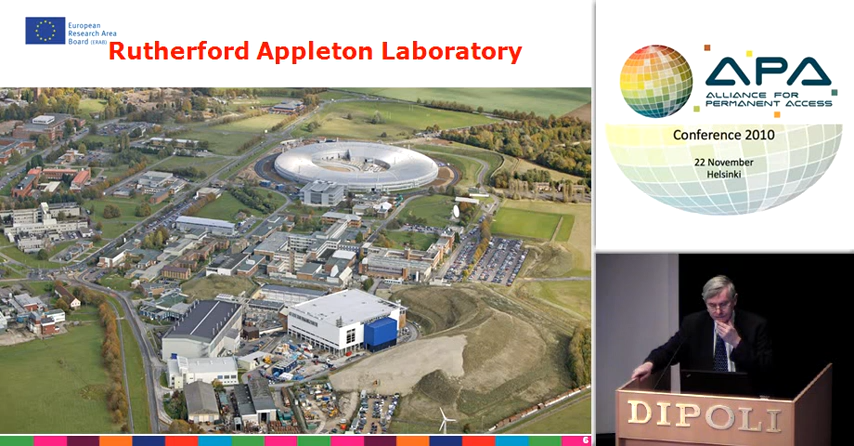 European
Research Area
Board (ERAB)
Rutherford Appleton Laboratory
6
APA
ALLIANCE FOR
PERMANENT ACCESS
Conference 2010
22 November
Helsinki
DIPOLI